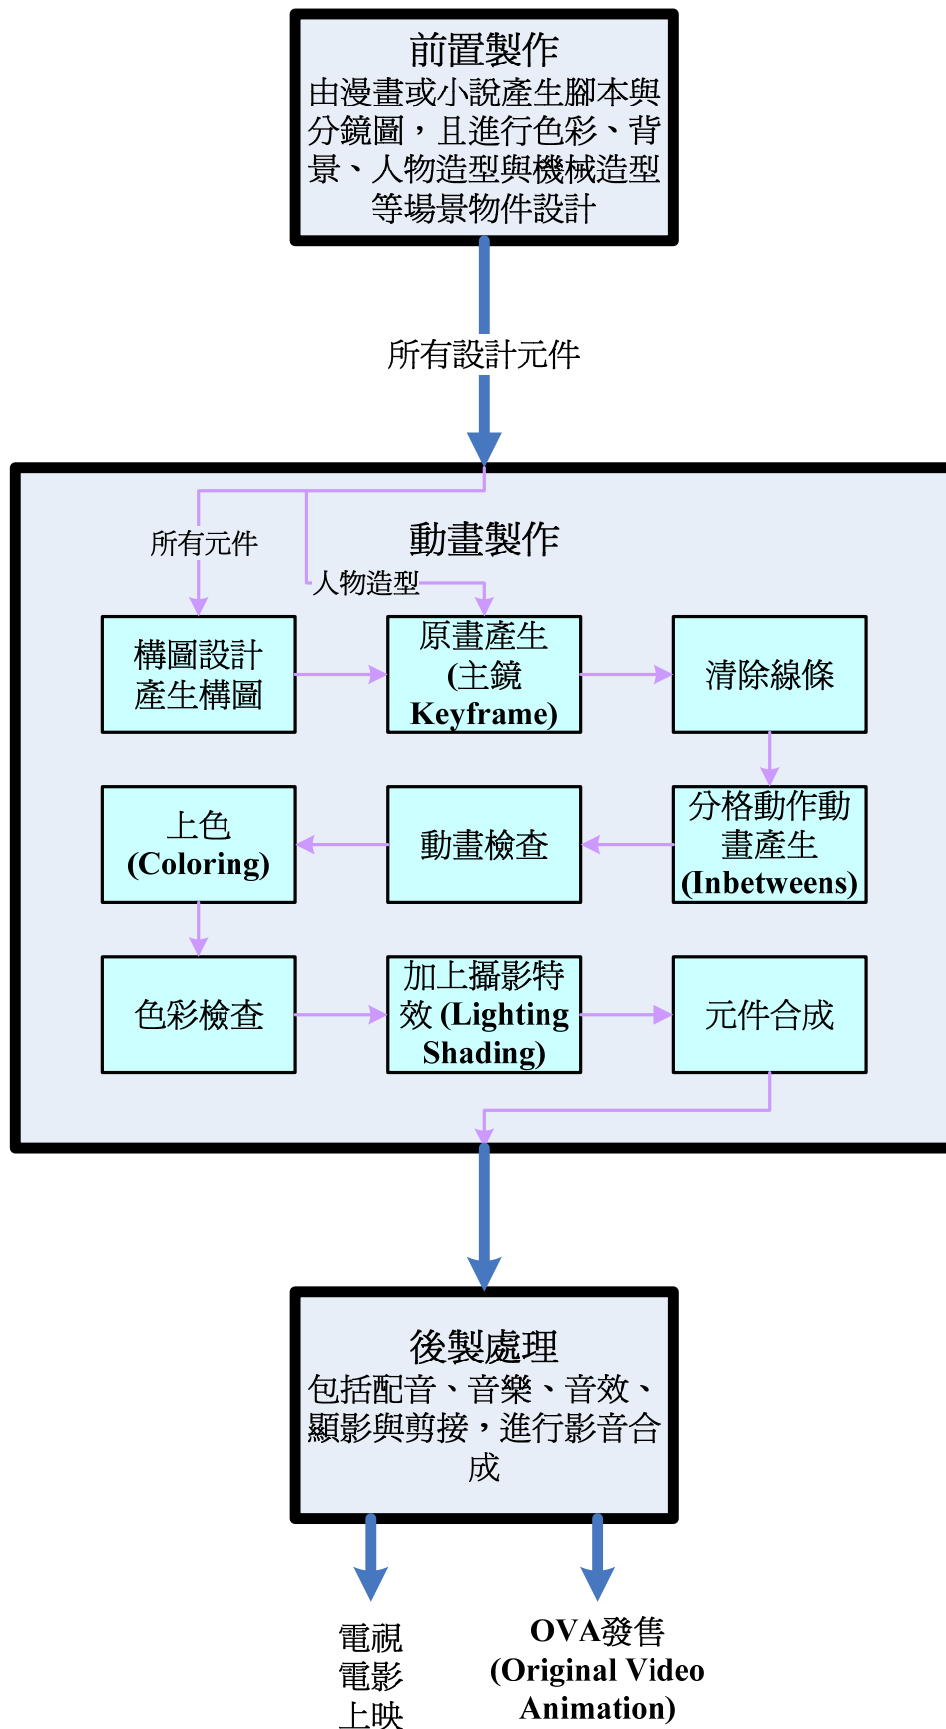 前置製作
由漫畫或小說產生腳本與
分鏡圖，且進行色彩、背
景、人物造型與機械造型
等場景物件設計
所有設計元件
動畫製作
所有元件
人物造型
構圖設計
產生構圖
原畫產生
(主鏡
Keyframe)
清除線條
分格動作動
畫產生
(Inbetweens)
動畫檢查
上色
(Coloring)
色彩檢查
加上攝影特
效 (Lighting
Shading)
元件合成
後製處理
包括配音、音樂、音效、
顯影與剪接，進行影音合
成
電視
電影
上映
OVA發售
(Original Video
Animation)